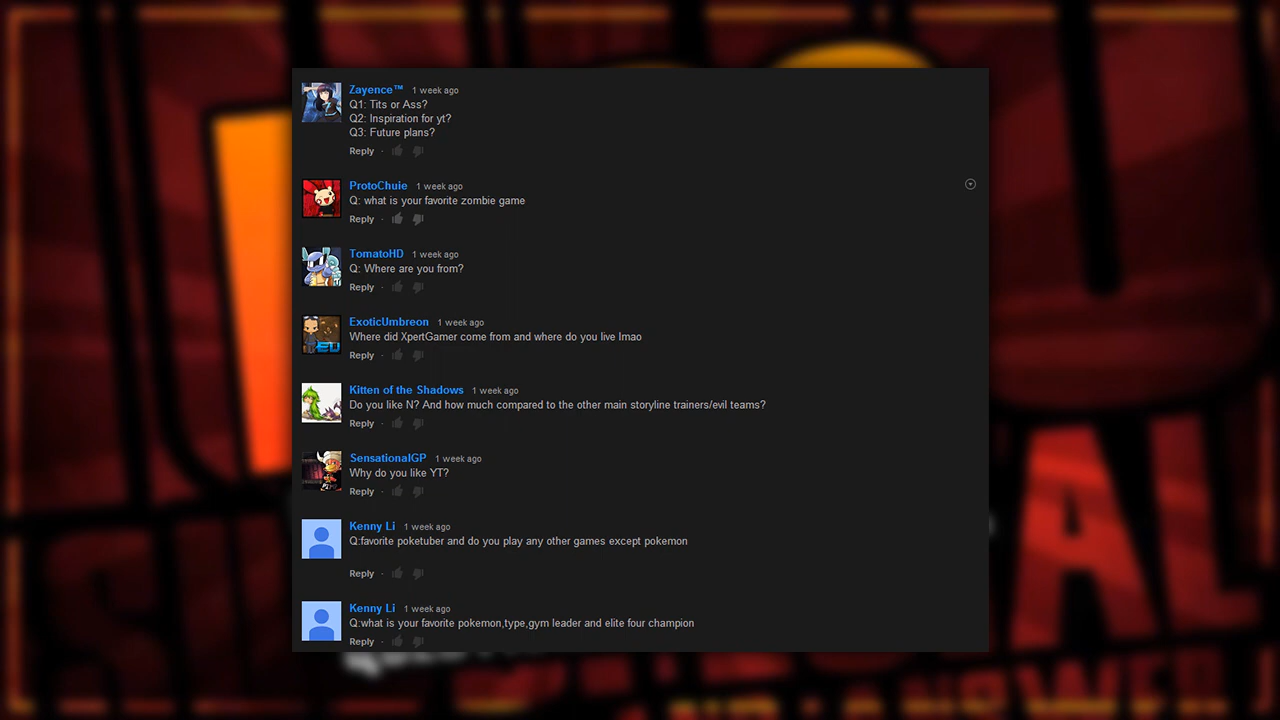 Zayence™ 1 week ago
Q1: Tits or Ass?
Q2: Inspiration for yt?
Q3: Future plans?
Reply ·
ProtoChuie 1 week ago
Q: what is your favorite zombie game
Reply ·
TomatoHD 1 week ago
Q: Where are you from?
Reply ·
ExoticUmbreon 1 week ago
Where did XpertGamer come from and where do you live lmao
Reply ·
Kitten of the Shadows 1 week ago
Do you like N? And how much compared to the other main storyline trainers/evil teams?
Reply ·
SensationalGP 1 week ago
Why do you like YT?
Reply ·
Kenny Li 1 week ago
Q:favorite poketuber and do you play any other games except pokemon
Reply ·
Kenny Li 1 week ago
Q:what is your favorite pokemon,type,gym leader and elite four champion
Reply ·